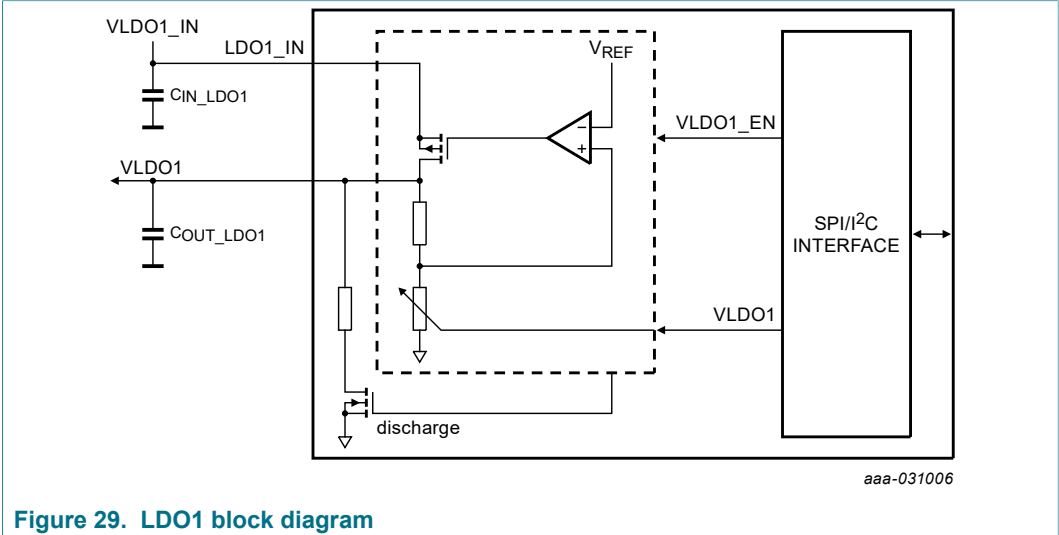 VLDO1_IN
LDO1_IN
VREF
CIN_LDO1
−
+
VLDO1_EN
VLDO1
COUT_LDO1
SPI/I2C
INTERFACE
VLDO1
discharge
aaa-031006
Figure 29. LDO1 block diagram